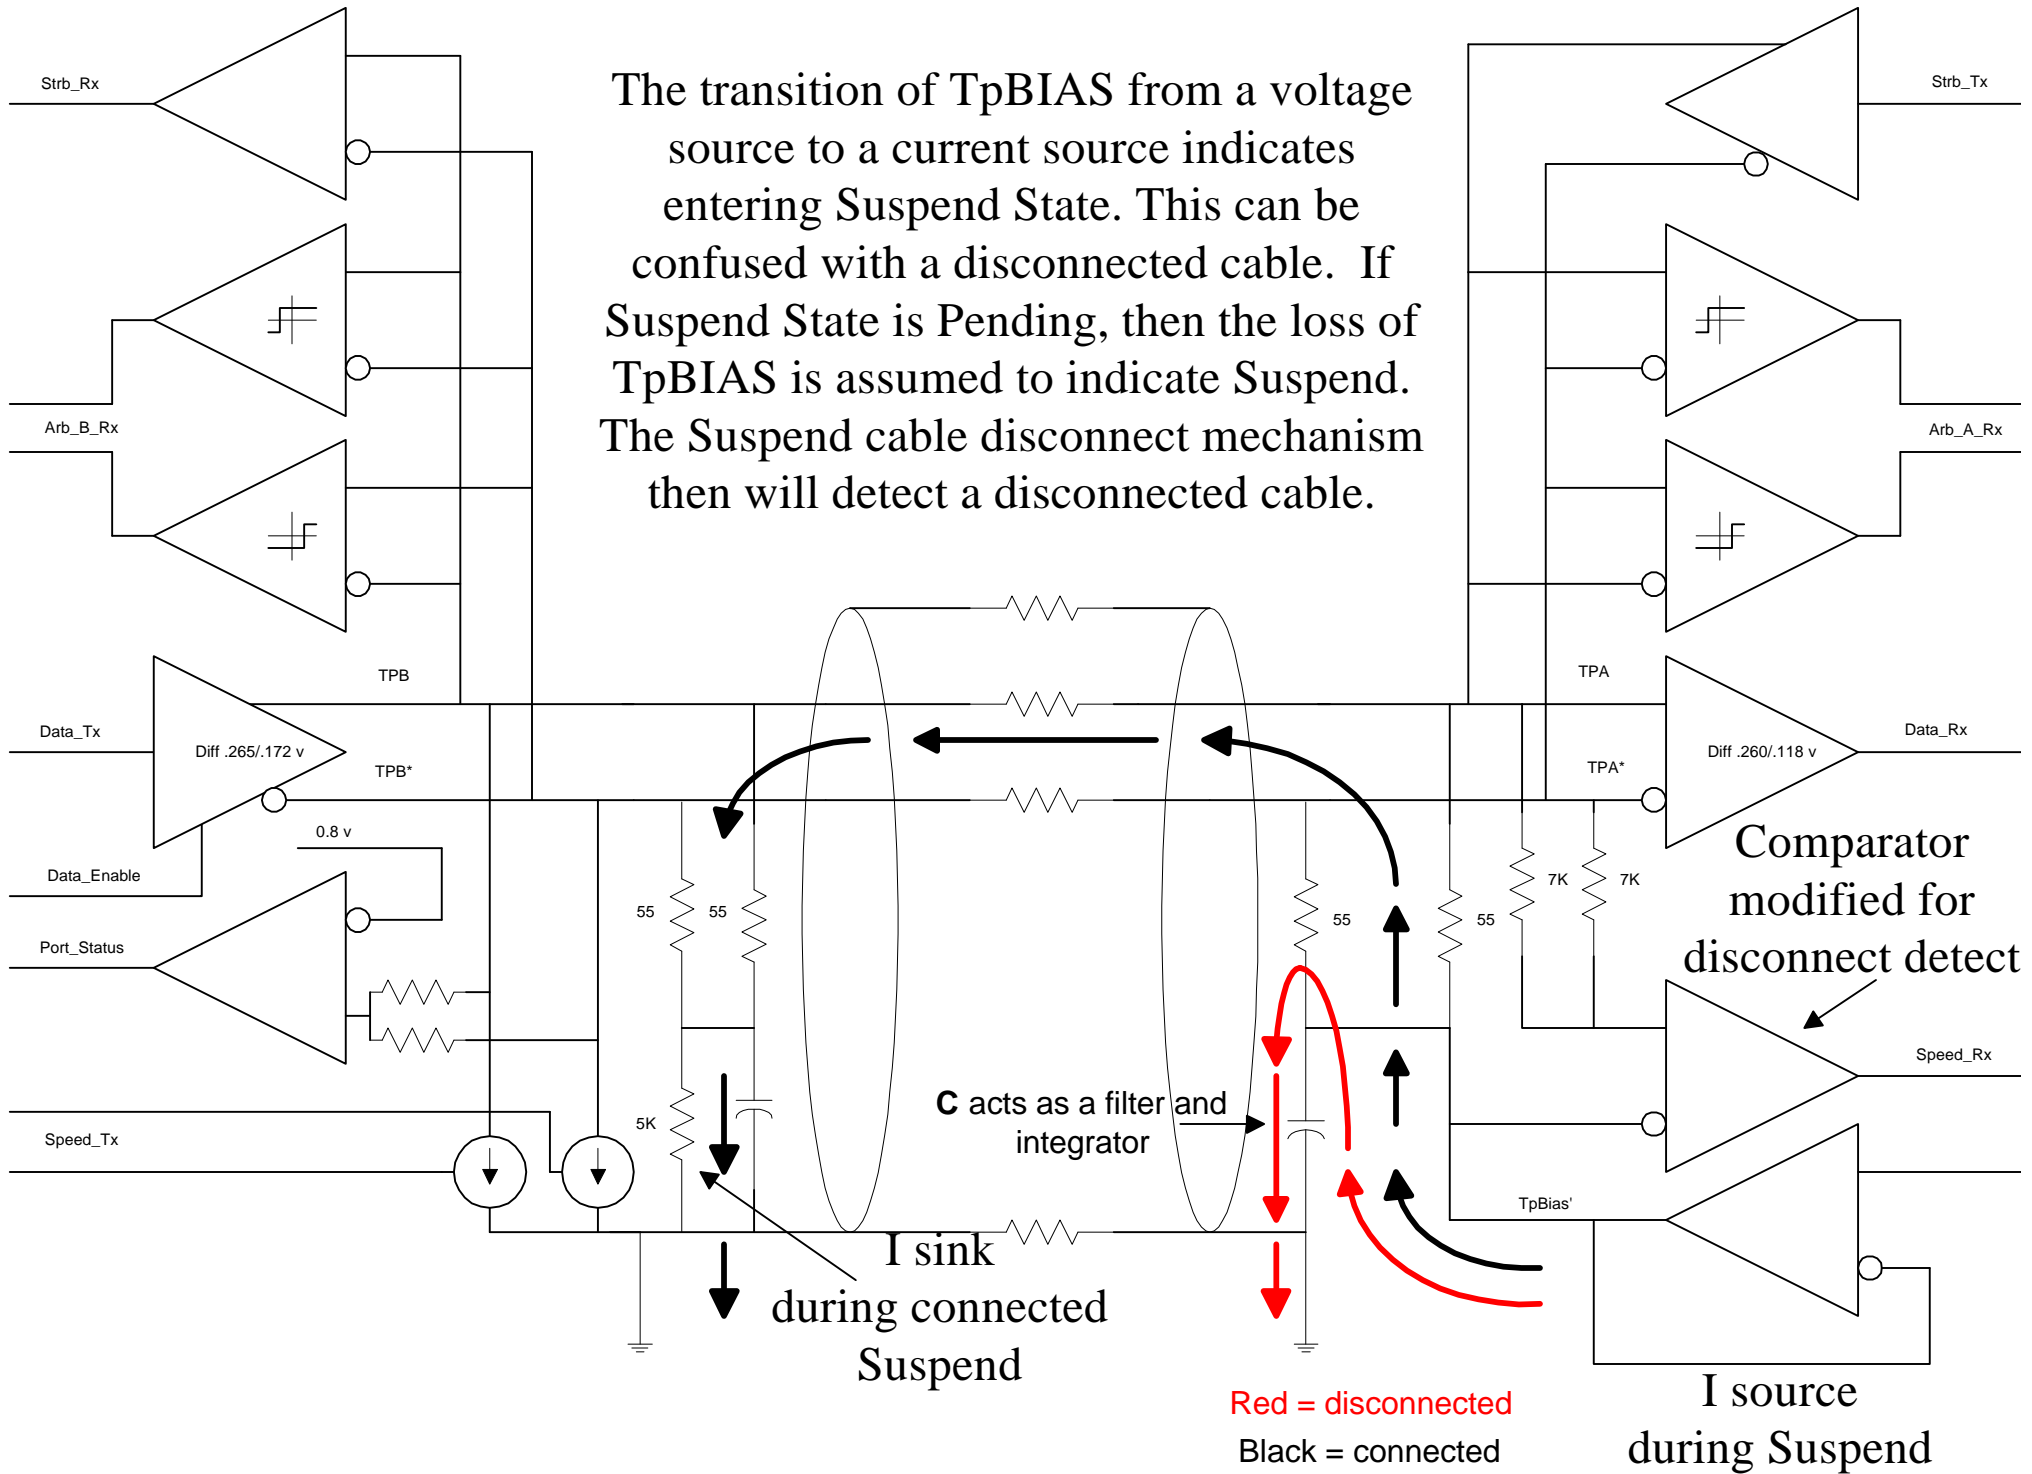 Strb_Rx
The transition of TpBIAS from a voltage
source to a current source indicates
entering Suspend State. This can be
confused with a disconnected cable.  If
Suspend State is Pending, then the loss of
TpBIAS is assumed to indicate Suspend.
The Suspend cable disconnect mechanism
then will detect a disconnected cable.
Strb_Tx
Arb_B_Rx
Arb_A_Rx
TPB
TPA
Data_Tx
Diff .265/.172 v
TPB*
TPA*
Diff .260/.118 v
Data_Rx
0.8 v
Data_Enable
Port_Status
55
55
55
55
7K
7K
Comparator
modified for
disconnect detect
Speed_Rx
C acts as a filter and
integrator
5K
Speed_Tx
TpBias'
I sink
during connected
Suspend
Red = disconnected
Black = connected
I source
during Suspend